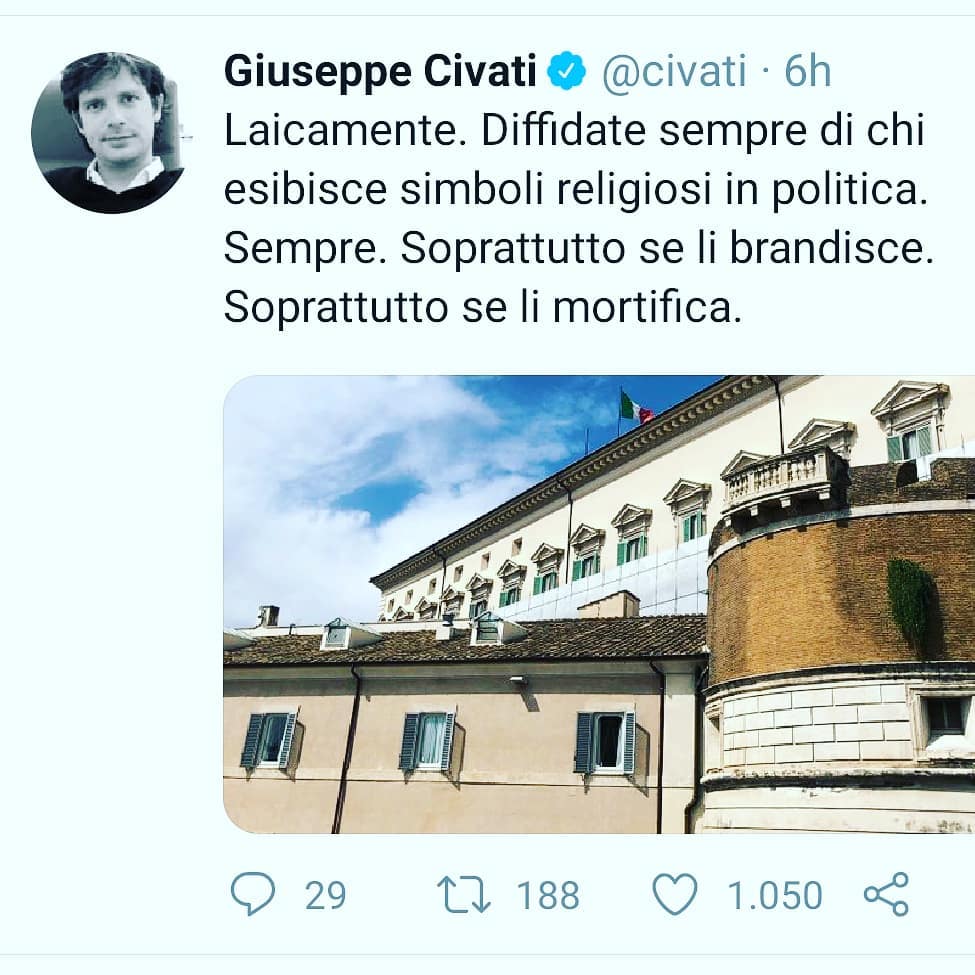 Giuseppe Civati @civati · 6h
Laicamente. Diffidate sempre di chi
esibisce simboli religiosi in politica.
Sempre. Soprattutto se li brandisce.
Soprattutto se li mortifica.
29 188 1.050